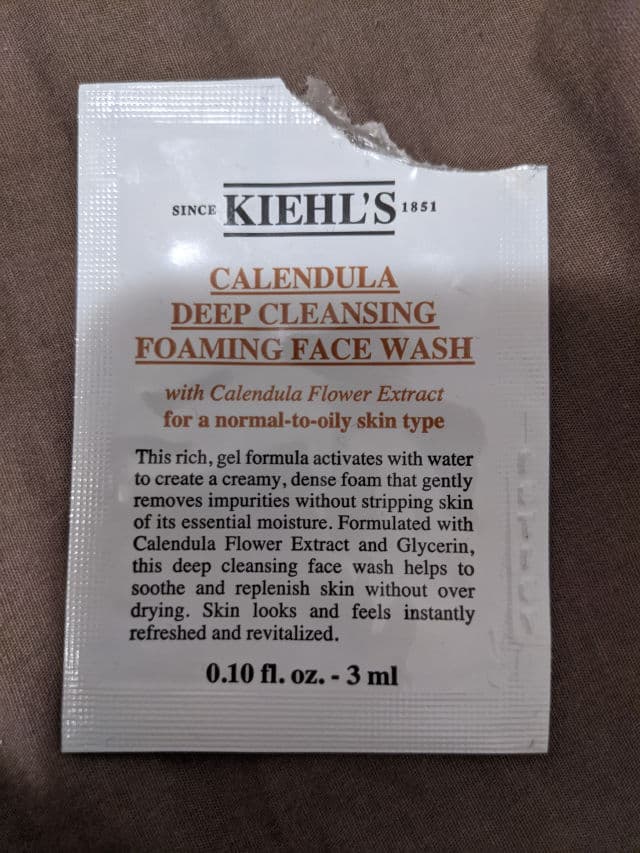 SINCE KIEHL'S 1851
CALENDULA
DEEP CLEANSING
FOAMING FACE WASH
with Calendula Flower Extract
for a normal-to-oily skin type
This rich, gel formula activates with water
to create a creamy, dense foam that gently
removes impurities without stripping skin
of its essential moisture. Formulated with
Calendula Flower Extract and Glycerin,
this deep cleansing face wash helps to
soothe and replenish skin without over
drying. Skin looks and feels instantly
refreshed and revitalized.
0.10 fl. oz. - 3 ml